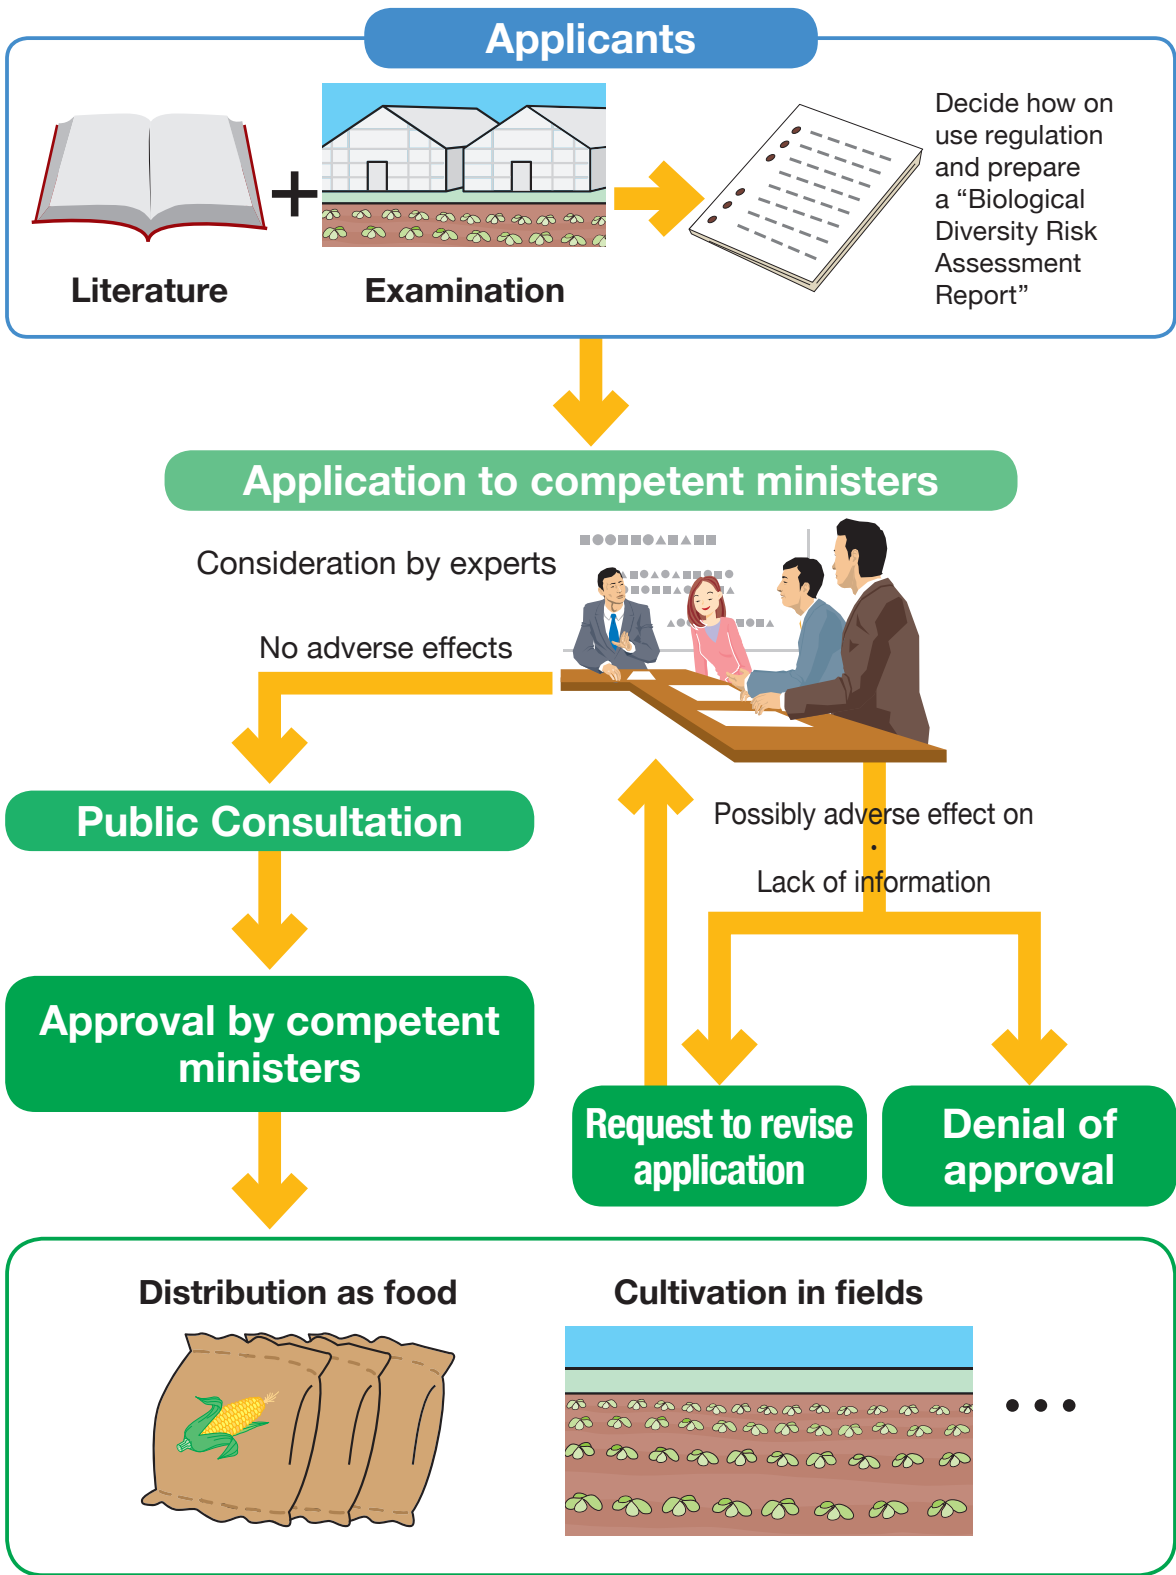 Applicants
Decide how on
use regulation
and prepare
a “Biological
Diversity Risk
Assessment
Report”
Literature
Examination
Application to competent ministers
Consideration by experts
No adverse effects
Public Consultation
Possibly adverse effect on
・
Lack of information
Approval by competent
ministers
Request to revise
application
Denial of
approval
Distribution as food
Cultivation in fields
• • •